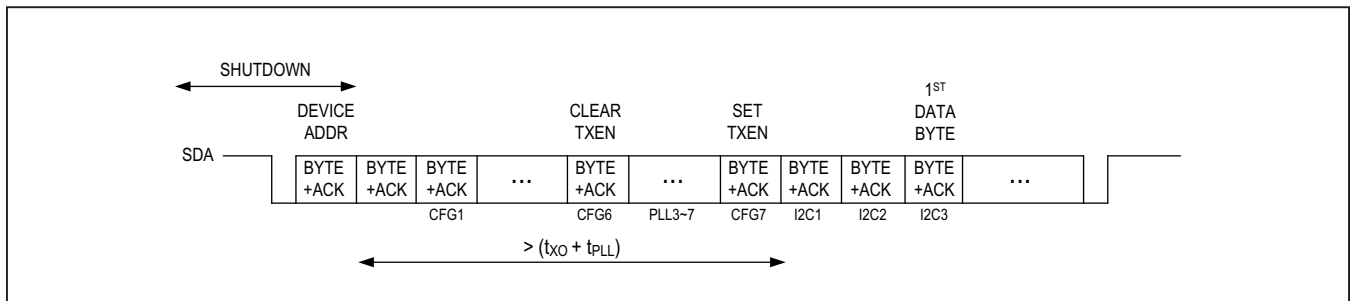 SHUTDOWN
DEVICE
ADDR
CLEAR
TXEN
SET
TXEN
1ST
DATA
BYTE
SDA
BYTE
+ACK
BYTE
+ACK
BYTE
+ACK
...
BYTE
+ACK
...
BYTE
+ACK
BYTE
+ACK
BYTE
+ACK
BYTE
+ACK
...
CFG1
CFG6
PLL3~7
CFG7
I2C1
I2C2
I2C3
> (tXO + tPLL)